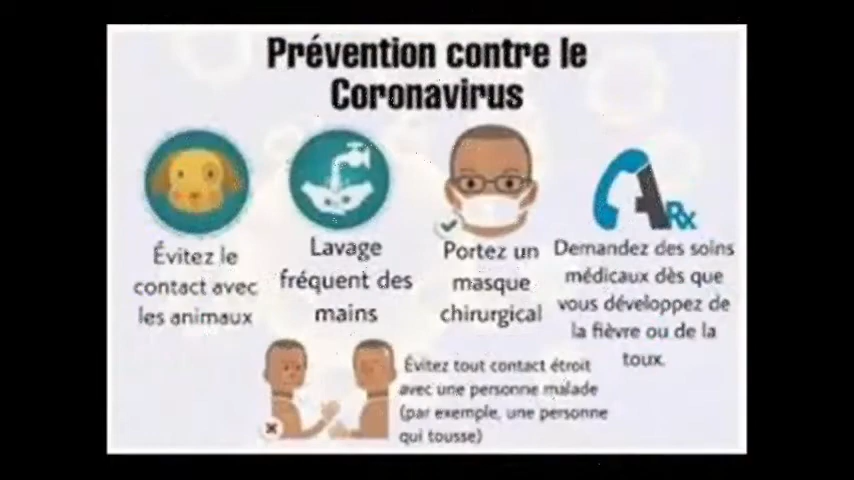 Prévention contre le
Coronavirus
Évitez le
contact avec
les animaux
Lavage
fréquent des
mains
Portez un
masque
chirurgical
Rx
Demandez des soins
médicaux dès que
vous développez de
la fièvre ou de la
toux.
Évitez tout contact étroit
avec une personne malade
(par exemple, une personne
qui tousse)